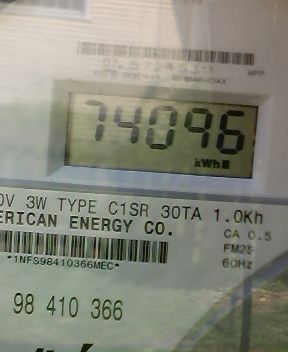 74096
kWh
0V 3W TYPE C1SR 30TA 1.0Kh
ERICAN ENERGY CO.
CA 0.5
FM2S
60Hz
*1NFS98410366MEC*
98 410 366